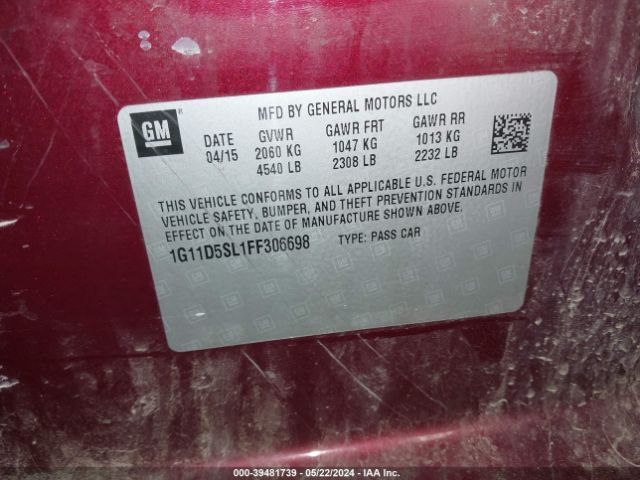 GM
MFD BY GENERAL MOTORS LLC
DATE GVWR GAWR FRT GAWR RR
04/15 2060 KG 1047 KG 1013 KG
4540 LB 2308 LB 2232 LB
THIS VEHICLE CONFORMS TO ALL APPLICABLE U.S. FEDERAL MOTOR
VEHICLE SAFETY, BUMPER, AND THEFT PREVENTION STANDARDS IN
EFFECT ON THE DATE OF MANUFACTURE SHOWN ABOVE.
1G11D5SL1FF306698 TYPE: PASS CAR
000-39481739 - 05/22/2024 - IAA Inc.